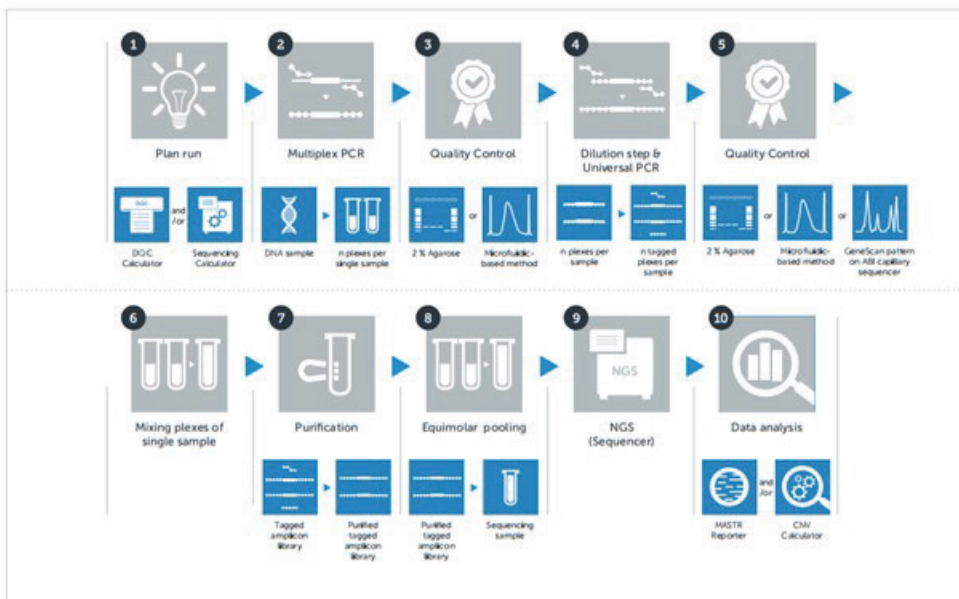 1
2
3
4
5
Plan run
Multiplex PCR
Quality Control
Dilution step &
Universal PCR
Quality Control
and
/or
DOC
Calculator
Sequencing
Calculator
DNA sample
n plexes per
single sample
2 % Agarose
or
Microfluidic-
based method
n plexes per
sample
n tagged
plexes per
sample
2 % Agarose
or
Microfluidic-
based method
or
GeneScan pattern
on ABI capillary
sequencer
6
7
8
9
10
NGS
Mixing plexes of
single sample
Purification
Equimolar pooling
NGS
(Sequencer)
Data analysis
Tagged
amplicon
library
Purified
tagged
amplicon
library
Purified
tagged
amplicon
library
Sequencing
sample
MASTR
Reporter
and
/or
CNV
Calculator